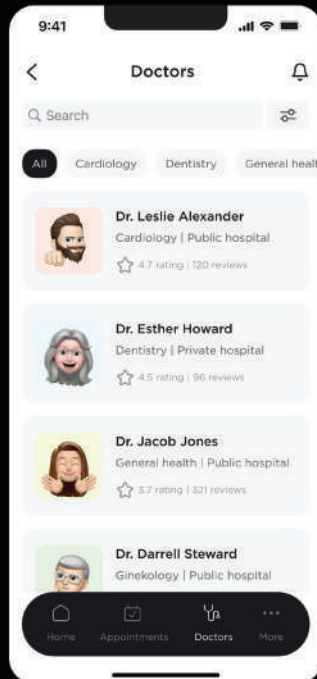 9:41
Doctors
Search
All Cardiology Dentistry General healt
Dr. Leslie Alexander
Cardiology | Public hospital
4.7 rating | 120 reviews
Dr. Esther Howard
Dentistry | Private hospital
4.5 rating | 96 reviews
Dr. Jacob Jones
General health | Public hospital
3.7 rating | 321 reviews
Dr. Darrell Steward
Ginekology | Public hospital
Home Appointments Doctors More